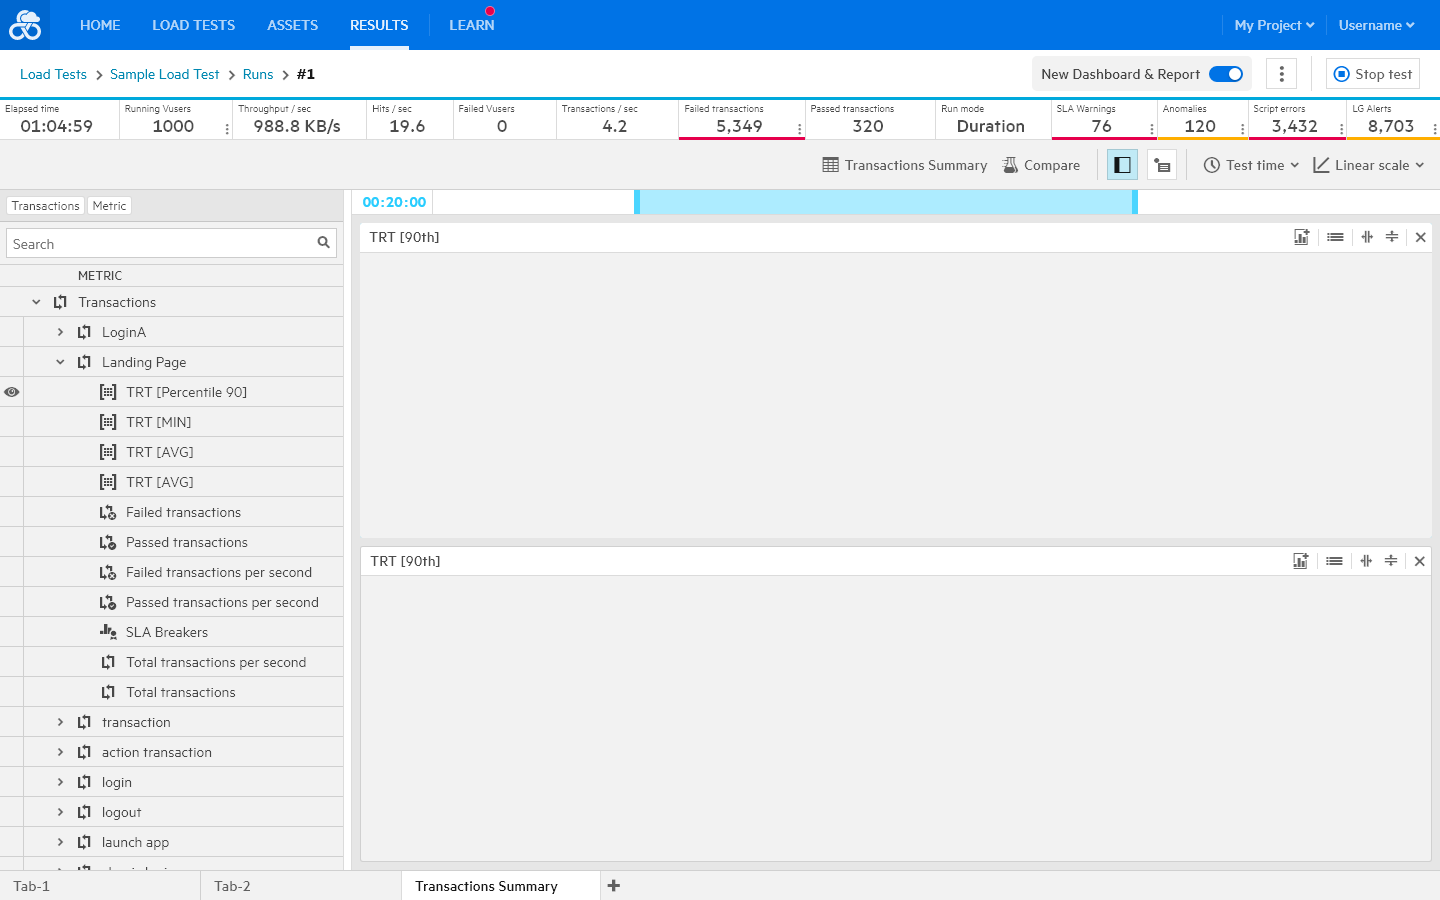 HOME
LOAD TESTS
ASSETS
RESULTS
LEARN
My Project
Username
Load Tests > Sample Load Test > Runs > #1
New Dashboard & Report
Stop test
Elapsed time
01:04:59
Running Vusers
1000
Throughput / sec
988.8 KB/s
Hits / sec
19.6
Failed Vusers
0
Transactions / sec
4.2
Failed transactions
5,349
Passed transactions
320
Run mode
Duration
SLA Warnings
76
Anomalies
120
Script errors
3,432
LG Alerts
8,703
Transactions Summary
Compare
Test time
Linear scale
Transactions
Metric
00:20:00
Search
METRIC
Transactions
LoginA
Landing Page
TRT [Percentile 90]
TRT [MIN]
TRT [AVG]
TRT [AVG]
Failed transactions
Passed transactions
Failed transactions per second
Passed transactions per second
SLA Breakers
Total transactions per second
Total transactions
transaction
action transaction
login
logout
launch app
TRT [90th]
TRT [90th]
Tab-1
Tab-2
Transactions Summary